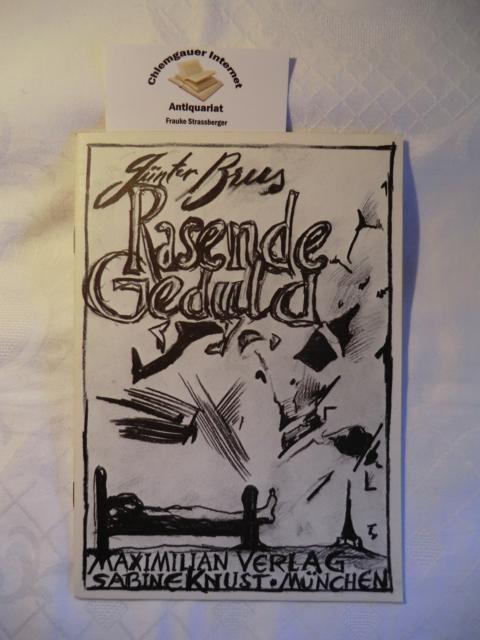 Chiemgauer Internet
Antiquariat
Frauke Strassberger
Günter Brus
Rasende
Geduld
MAXIMILIAN VERLAG
SABINE KNUST • MÜNCHEN